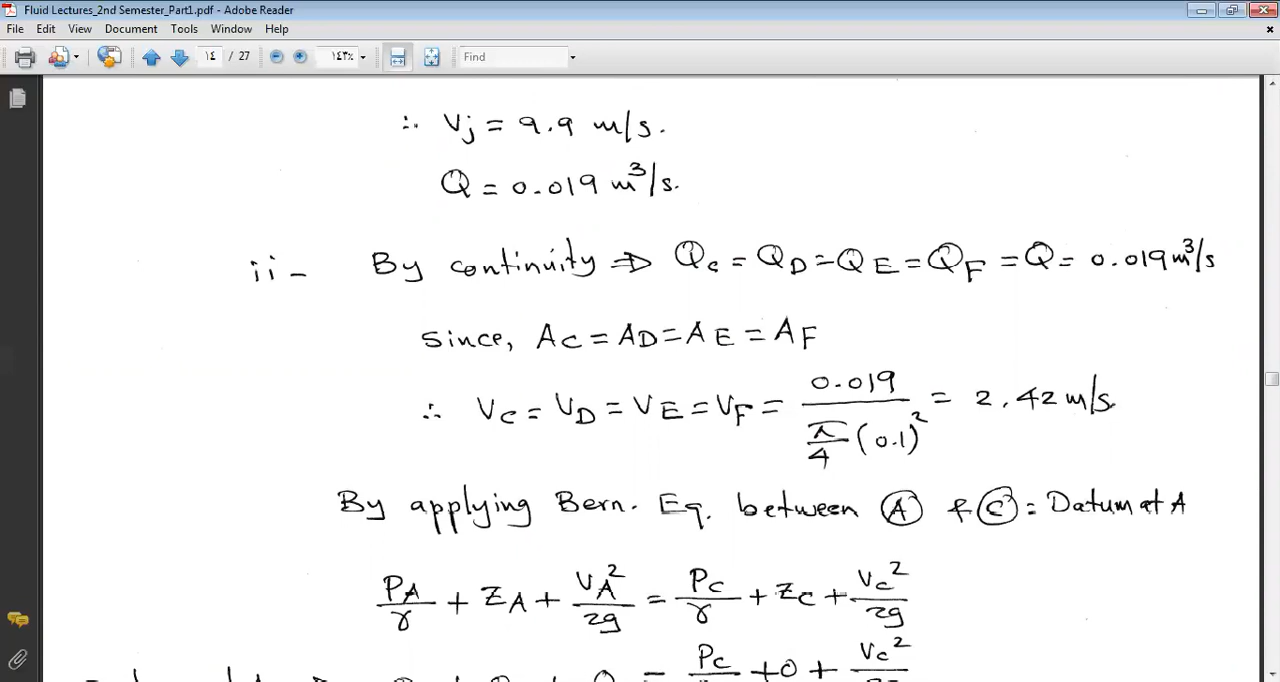 Fluid Lectures_2nd Semester_Part1.pdf - Adobe Reader
File Edit View Document Tools Window Help
١٤ / 27 ١٤٣% Find
∴ Vj = 9.9 m/s.
Q = 0.019 m³/s.
ii - By continuity ⇒ Qc = QD = QE = QF = Q = 0.019 m³/s
since, Ac = AD = AE = AF
∴ Vc = VD = VE = VF = 0.019 / (π/4 (0.1)²) = 2.42 m/s.
By applying Bern. Eq. between Ⓐ & Ⓒ: Datum at A
PA/γ + ZA + VA²/2g = Pc/γ + Zc + Vc²/2g
= Pc + 0 + Vc²